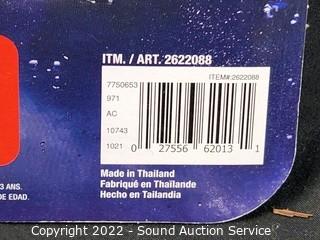 ITM. / ART. 2622088
ITEM#:2622088
7750653
971
AC
10743
1021
0 27556 62013 1
Made in Thailand
Fabriqué en Thaïlande
Hecho en Tailandia
3 ANS.
DE EDAD.
Copyright 2022 - Sound Auction Service